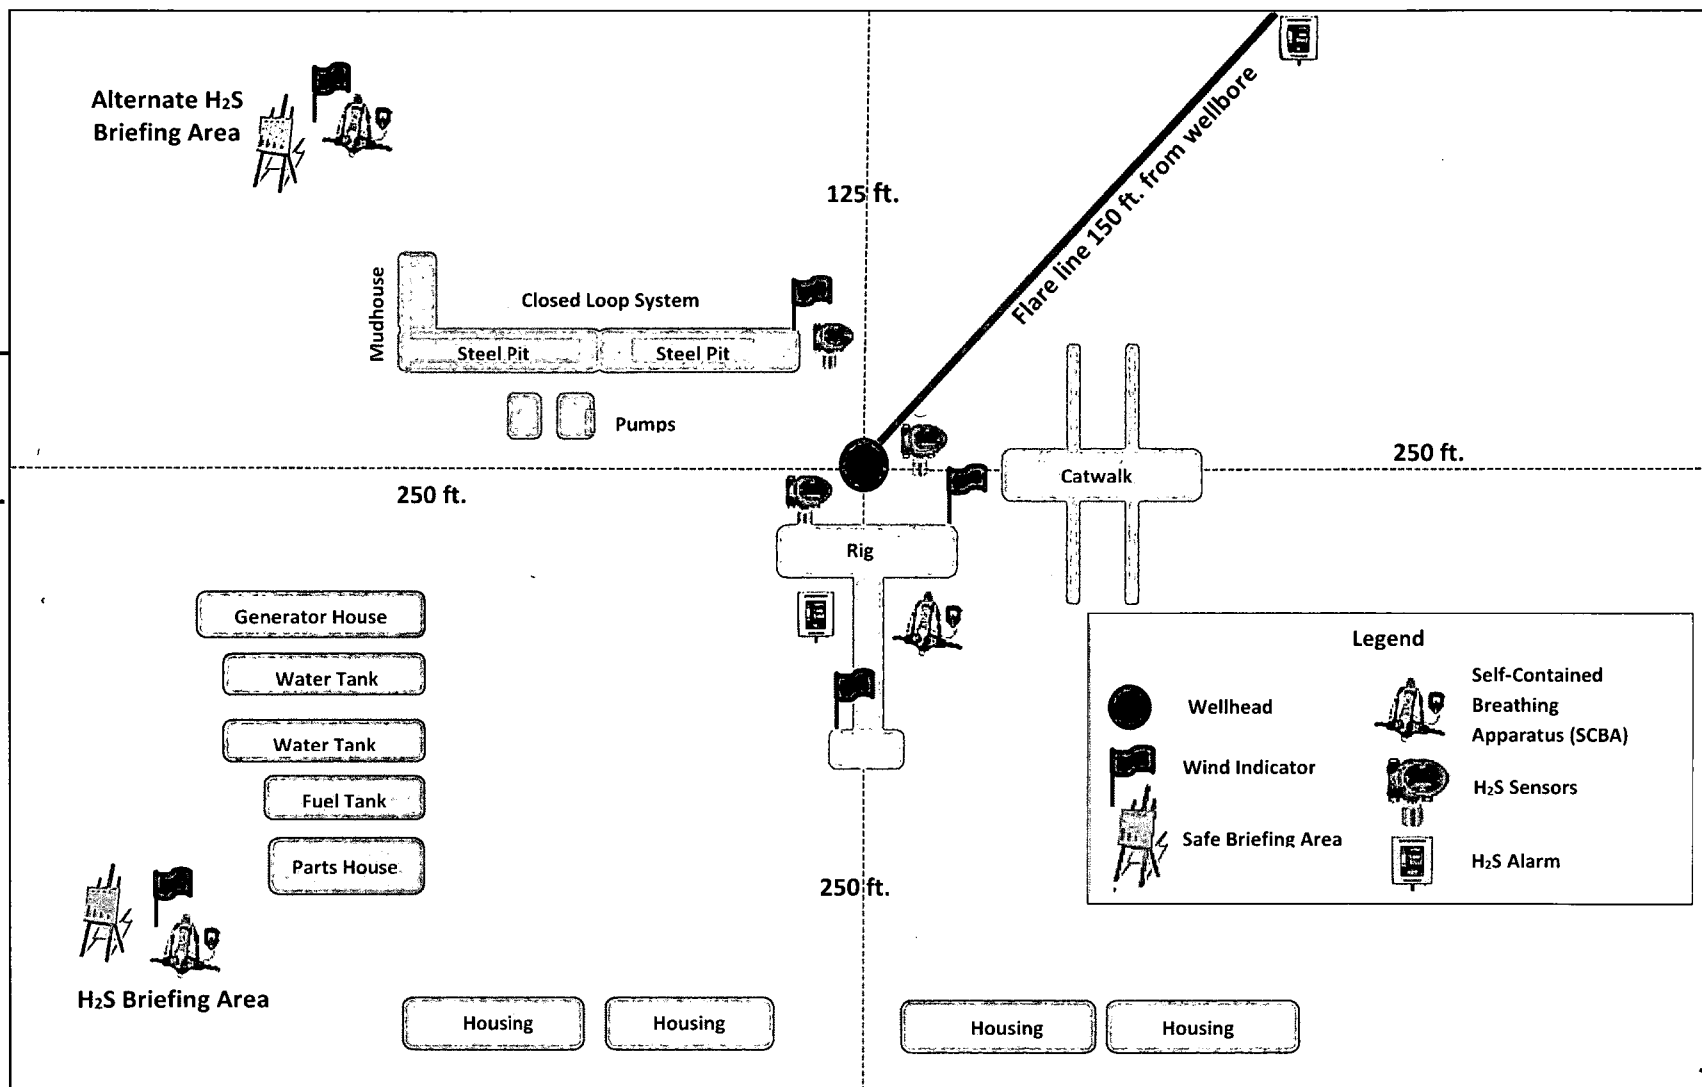 Alternate H2S
Briefing Area
125 ft.
Flare line 150 ft. from wellbore
Mudhouse
Closed Loop System
Steel Pit
Steel Pit
Pumps
250 ft.
250 ft.
Catwalk
Rig
Generator House
Water Tank
Water Tank
Fuel Tank
Parts House
250 ft.
H2S Briefing Area
Housing
Housing
Housing
Housing
Legend
Wellhead
Wind Indicator
Safe Briefing Area
Self-Contained
Breathing
Apparatus (SCBA)
H2S Sensors
H2S Alarm